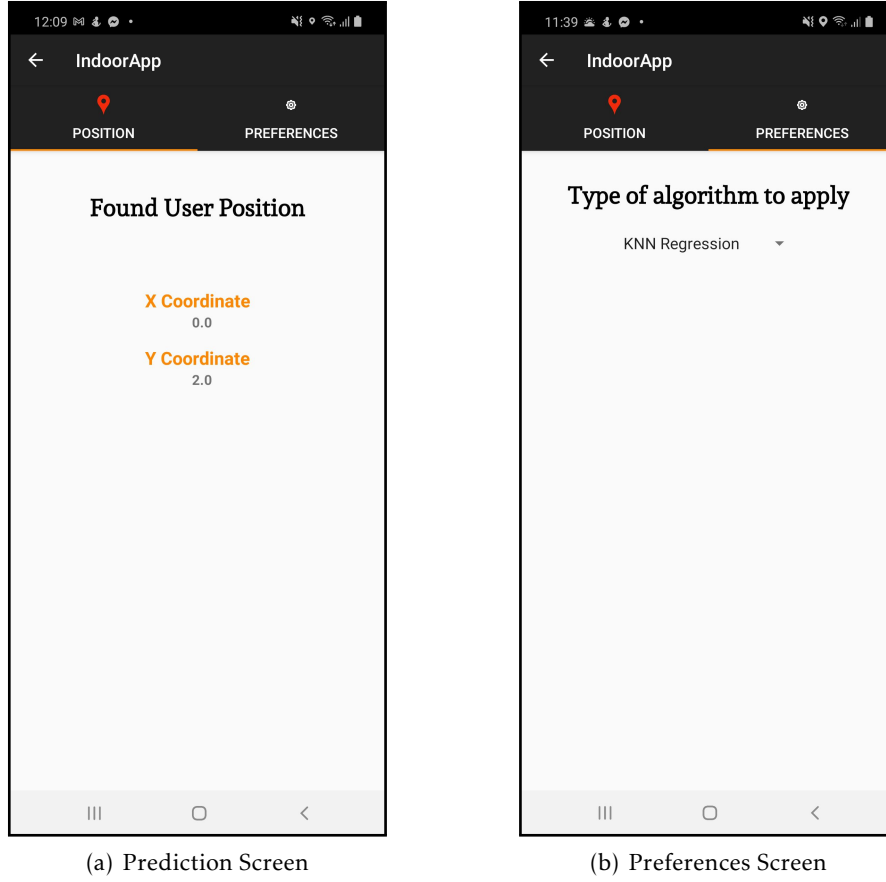 12:09
IndoorApp
POSITION
PREFERENCES
Found User Position
X Coordinate
0.0
Y Coordinate
2.0
(a) Prediction Screen
11:39
IndoorApp
POSITION
PREFERENCES
Type of algorithm to apply
KNN Regression
(b) Preferences Screen